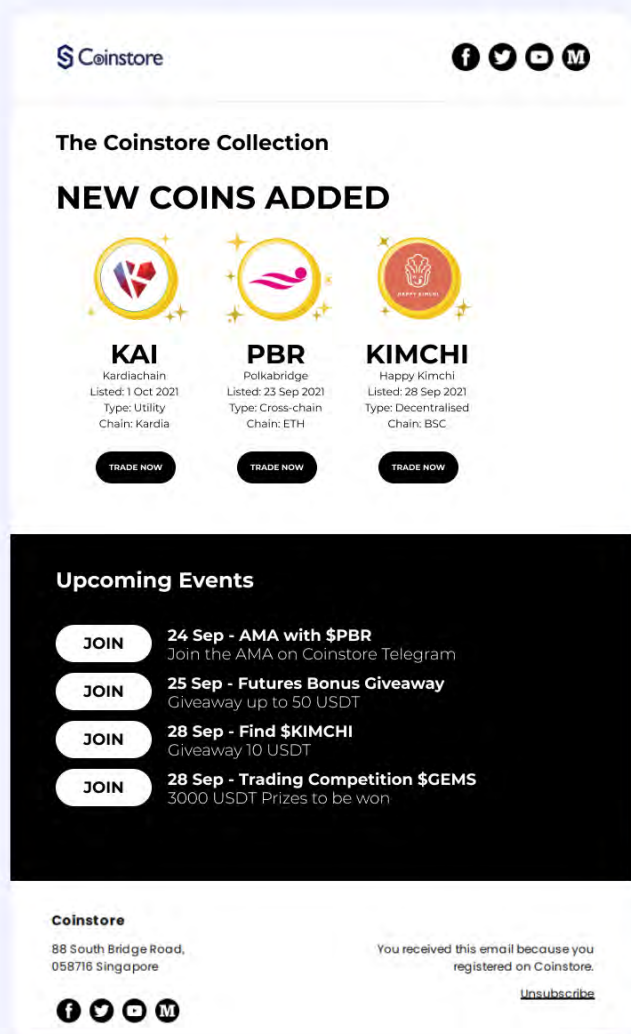 Coinstore
The Coinstore Collection
NEW COINS ADDED
HAPPY KIMCHI
KAI
Kardiachain
Listed: 1 Oct 2021
Type: Utility
Chain: Kardia
TRADE NOW
PBR
Polkabridge
Listed: 23 Sep 2021
Type: Cross-chain
Chain: ETH
TRADE NOW
KIMCHI
Happy Kimchi
Listed: 28 Sep 2021
Type: Decentralised
Chain: BSC
TRADE NOW
Upcoming Events
JOIN
24 Sep - AMA with $PBR
Join the AMA on Coinstore Telegram
JOIN
25 Sep - Futures Bonus Giveaway
Giveaway up to 50 USDT
JOIN
28 Sep - Find $KIMCHI
Giveaway 10 USDT
JOIN
28 Sep - Trading Competition $GEMS
3000 USDT Prizes to be won
Coinstore
88 South Bridge Road,
058716 Singapore
You received this email because you
registered on Coinstore.
Unsubscribe